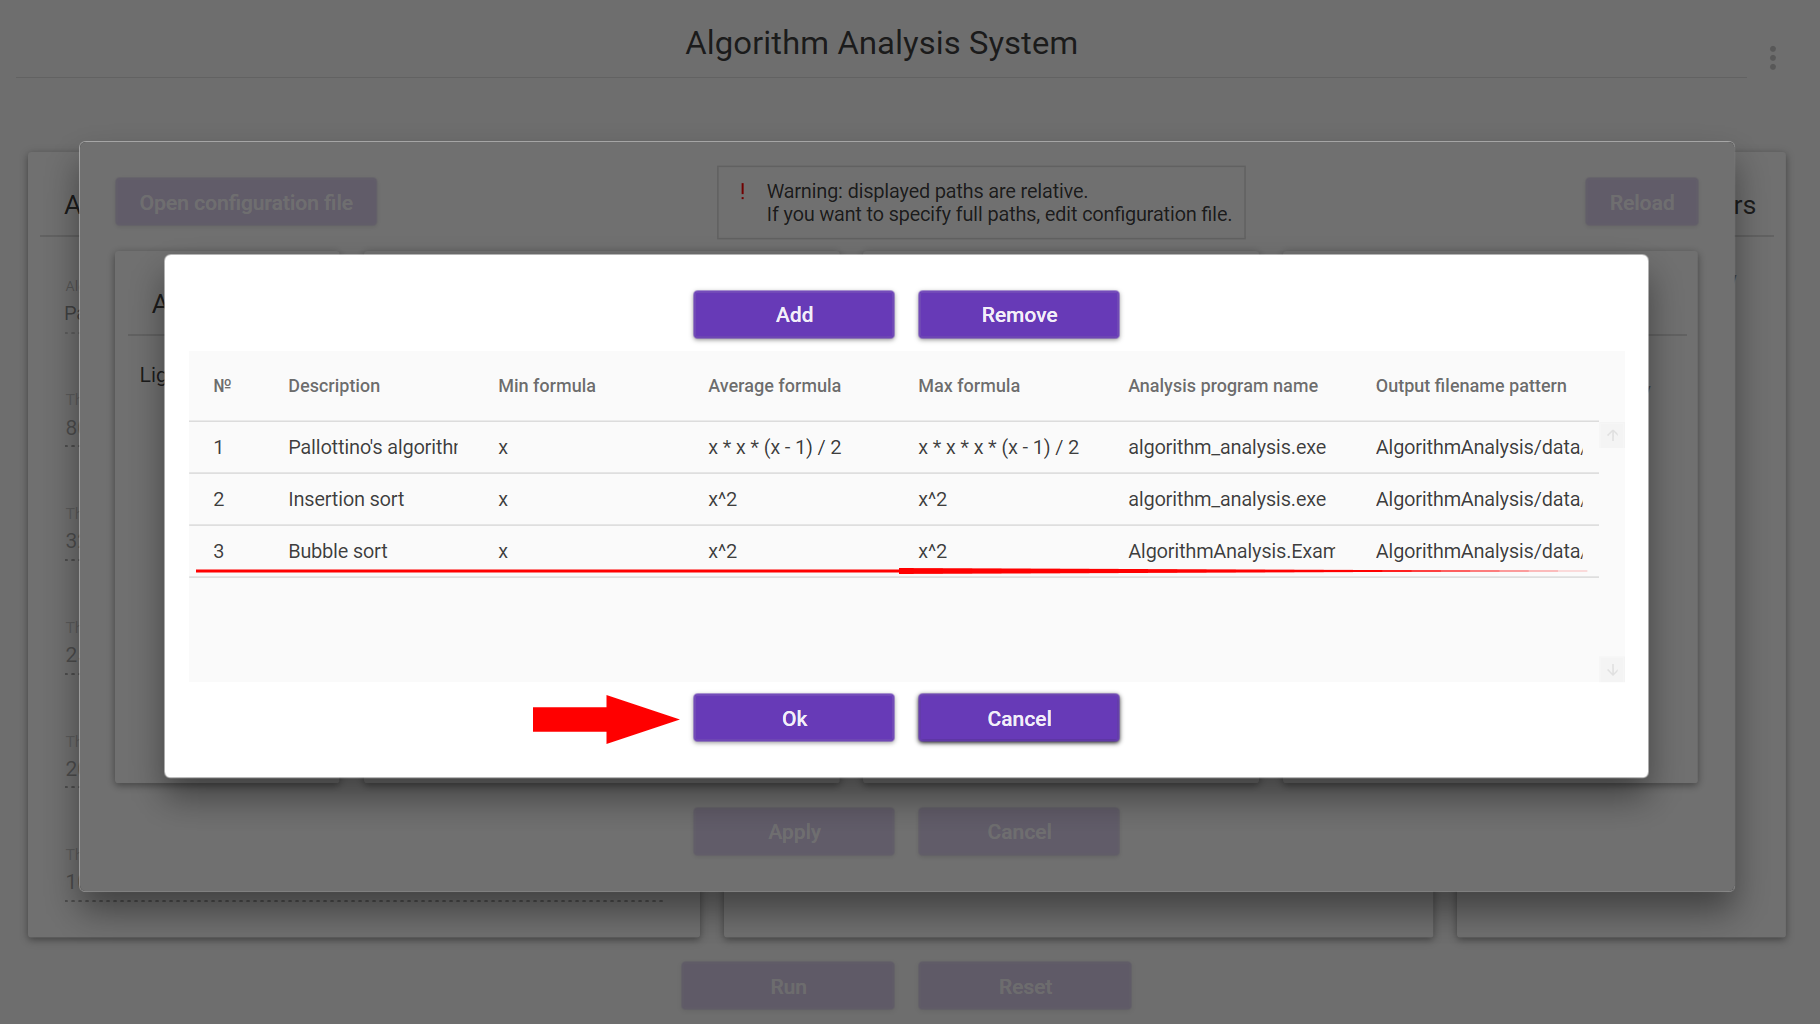 Algorithm Analysis System
Open configuration file
! Warning: displayed paths are relative.
If you want to specify full paths, edit configuration file.
Reload
Add Remove
№ Description Min formula Average formula Max formula Analysis program name Output filename pattern
1 Pallottino's x x * x * (x - 1) / 2 x * x * x * (x - 1) / 2 algorithm_analysis.exe AlgorithmAnalysis/data/
2 Insertion sort x x^2 x^2 algorithm_analysis.exe AlgorithmAnalysis/data/
3 Bubble sort x x^2 x^2 AlgorithmAnalysis.Exam AlgorithmAnalysis/data/
Ok Cancel
Apply Cancel
Run Reset